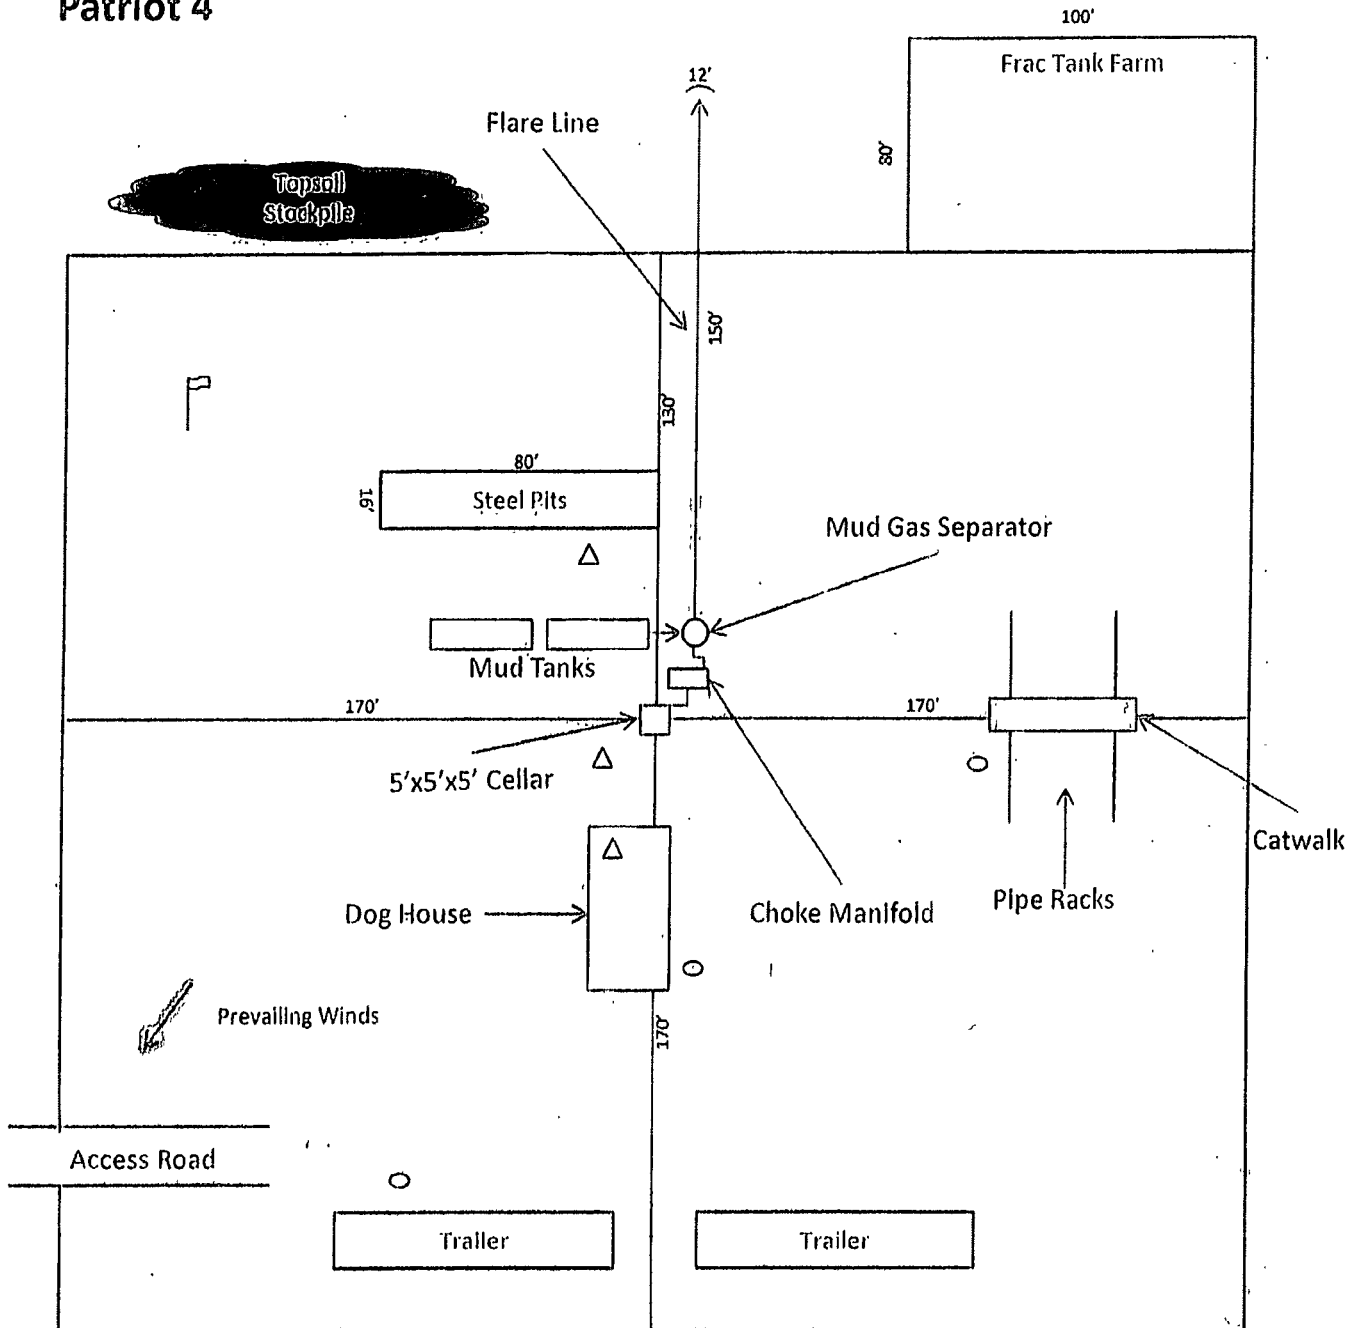 Patriot 4
100'
Frac Tank Farm
12'
Flare Line
80'
Topsoil
Stockpile
150'
130'
80'
16'
Steel Pits
Mud Gas Separator
Mud Tanks
170'
170'
5'x5'x5' Cellar
Catwalk
Pipe Racks
Dog House
Choke Manifold
Prevailing Winds
170'
Access Road
Trailer
Trailer